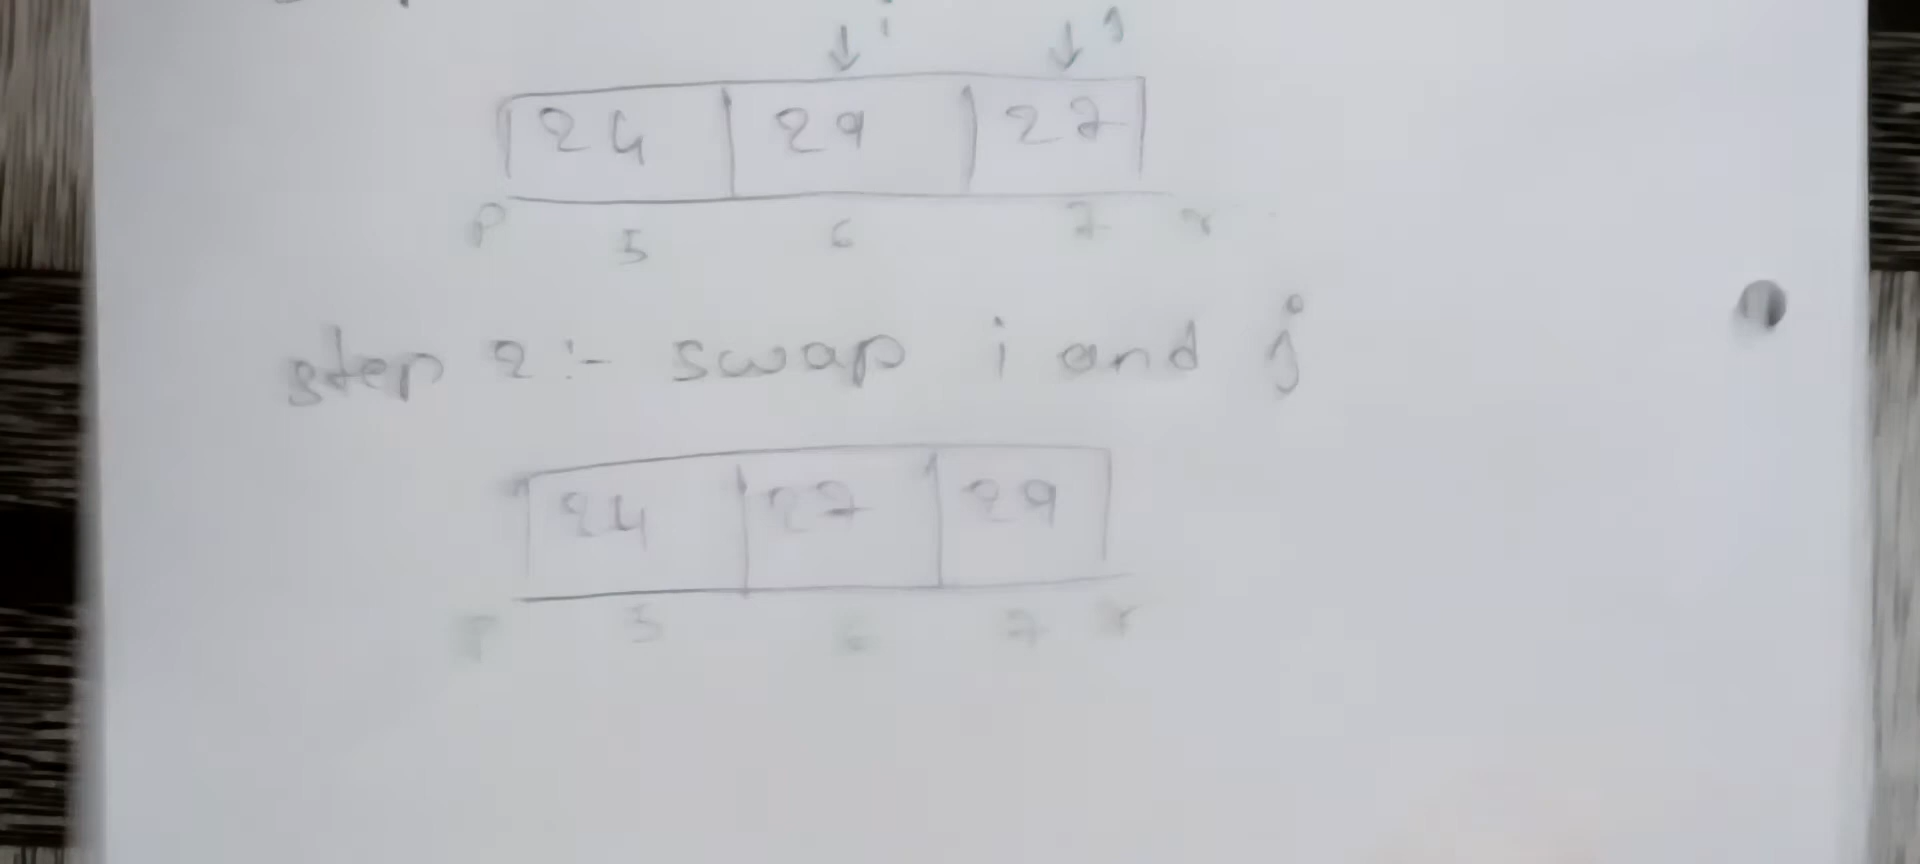 ↓ i ↓ j
24 29 27
P 5 6 7 r
step 2 :- swap i and j
24 27 29
P 5 6 7 r